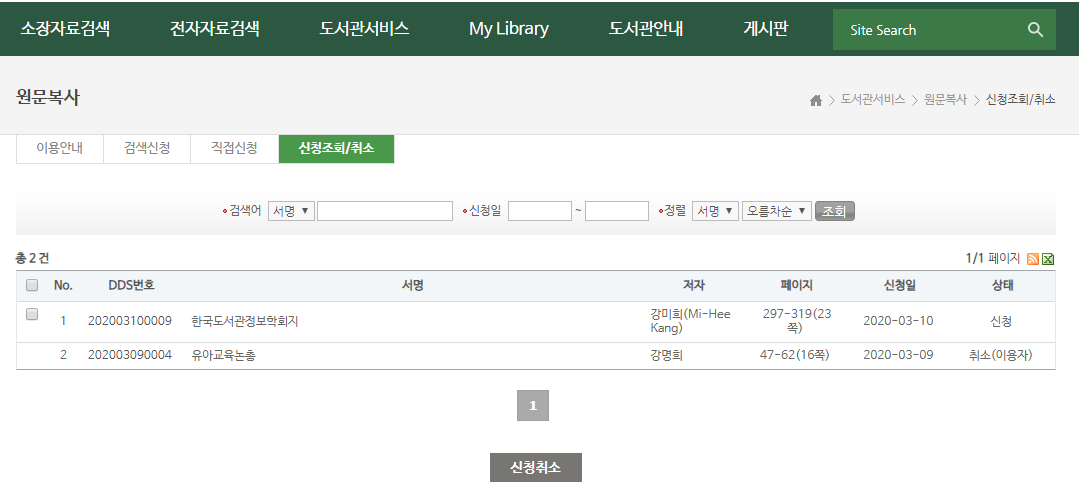 소장자료검색 전자자료검색 도서관서비스 My Library 도서관안내 게시판 Site Search
원문복사
도서관서비스 > 원문복사 > 신청조회/취소
이용안내 검색신청 직접신청 신청조회/취소
검색어 서명 ▼ 신청일 ~ 정렬 서명 ▼ 오름차순 ▼ 조회
총 2 건 1/1 페이지
No. DDS번호 서명 저자 페이지 신청일 상태
1 202003100009 한국도서관정보학회지 강미희(Mi-Hee Kang) 297-319(23쪽) 2020-03-10 신청
2 202003090004 유아교육논총 강명희 47-62(16쪽) 2020-03-09 취소(이용자)
1
신청취소